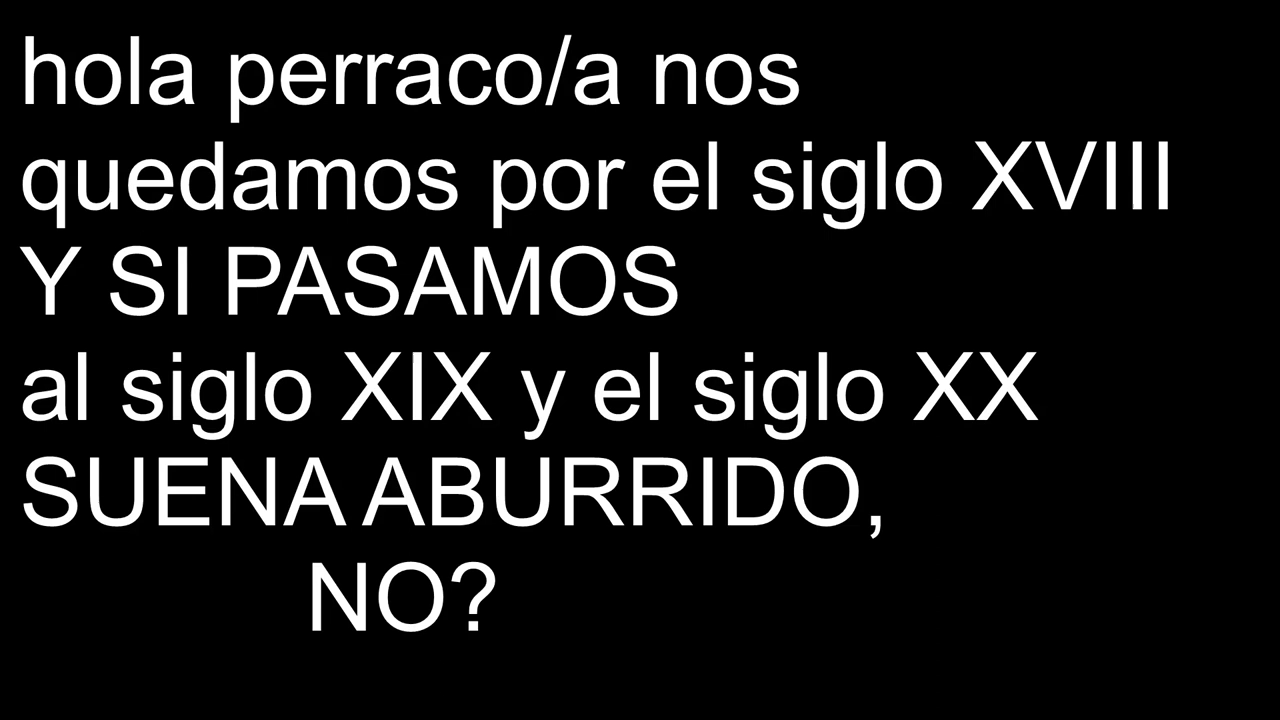 hola perraco/a nos
quedamos por el siglo XVIII
Y SI PASAMOS
al siglo XIX y el siglo XX
SUENA ABURRIDO,
NO?